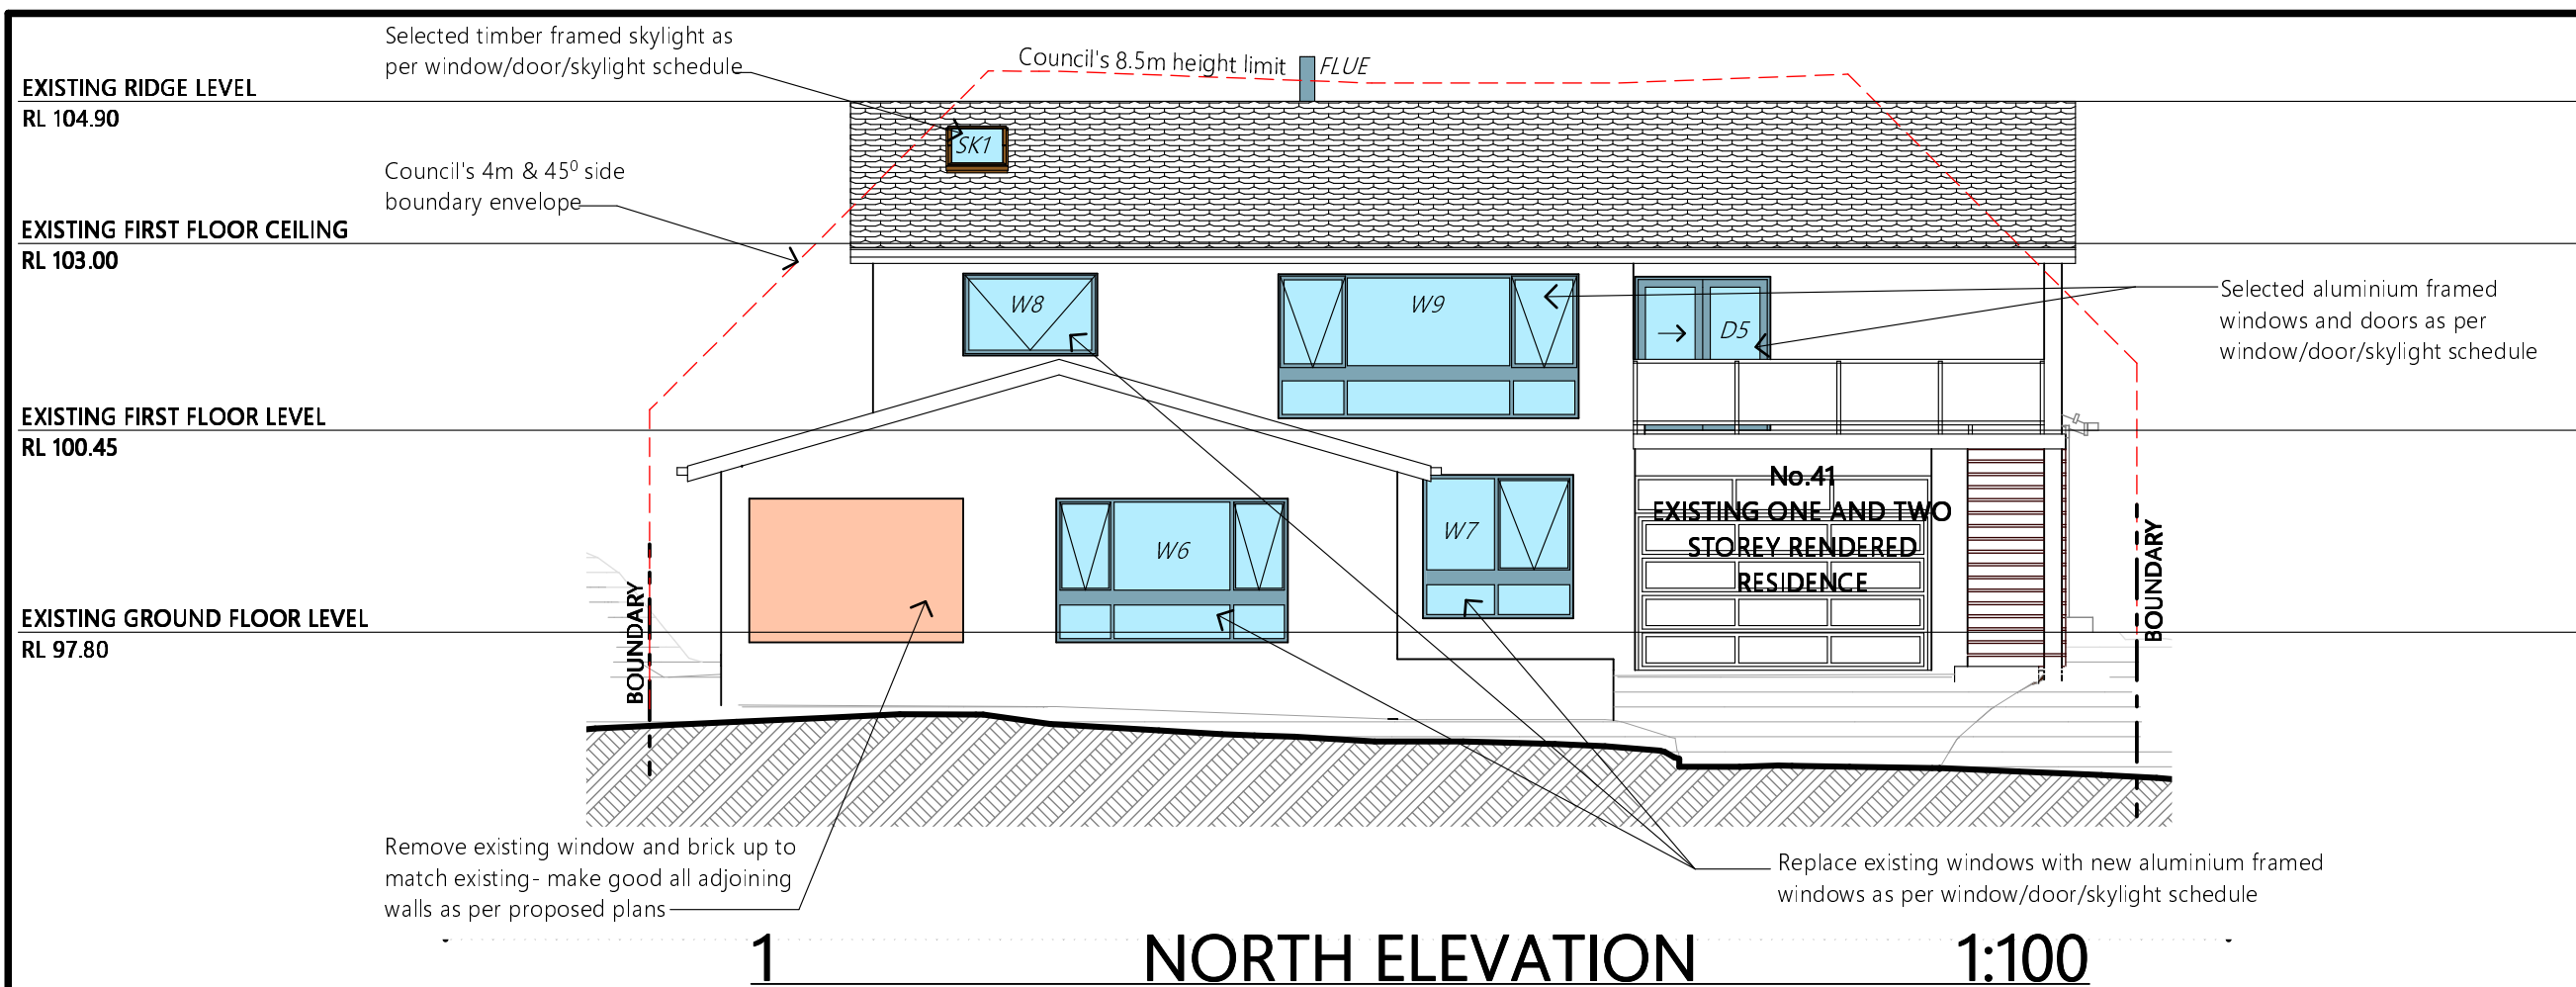 Selected timber framed skylight as
per window/door/skylight schedule
Council's 8.5m height limit
FLUE
EXISTING RIDGE LEVEL
RL 104.90
SK1
Council's 4m & 45⁰ side
boundary envelope
EXISTING FIRST FLOOR CEILING
RL 103.00
W8
W9
D5
Selected aluminium framed
windows and doors as per
window/door/skylight schedule
EXISTING FIRST FLOOR LEVEL
RL 100.45
No.41
EXISTING ONE AND TWO
STOREY RENDERED
RESIDENCE
W6
W7
BOUNDARY
BOUNDARY
EXISTING GROUND FLOOR LEVEL
RL 97.80
Remove existing window and brick up to
match existing- make good all adjoining
walls as per proposed plans
Replace existing windows with new aluminium framed
windows as per window/door/skylight schedule
1 NORTH ELEVATION 1:100